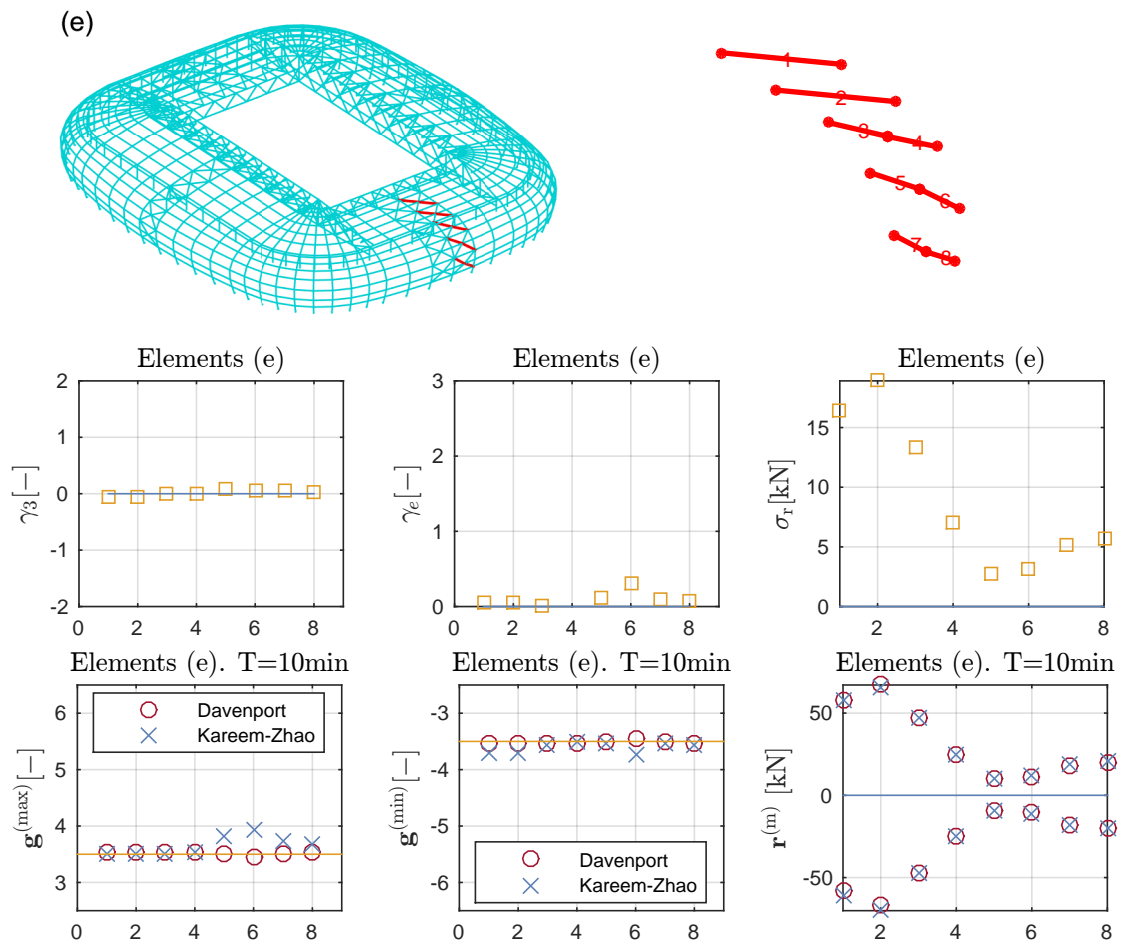 (e)
1
2
3 4
5 6
7 8
Elements (e) Elements (e) Elements (e)
γ₃[−]
2
1
0
-1
-2
0 2 4 6 8
γₑ[−]
3
2
1
0
0 2 4 6 8
σᵣ[kN]
15
10
5
0
2 4 6 8
Elements (e). T=10min Elements (e). T=10min Elements (e). T=10min
g^(max)[−]
6
5
4
3
0 2 4 6 8
Davenport
Kareem-Zhao
g^(min)[−]
-3
-4
-5
-6
0 2 4 6 8
Davenport
Kareem-Zhao
r^(m) [kN]
50
0
-50
2 4 6 8